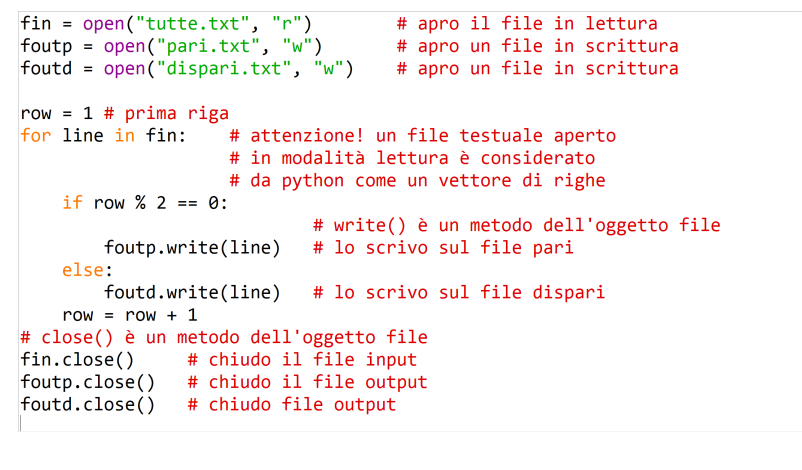 fin = open("tutte.txt", "r")        # apro il file in lettura
foutp = open("pari.txt", "w")       # apro un file in scrittura
foutd = open("dispari.txt", "w")    # apro un file in scrittura
row = 1 # prima riga
for line in fin:    # attenzione! un file testuale aperto
                    # in modalità lettura è considerato
                    # da python come un vettore di righe
    if row % 2 == 0:
                            # write() è un metodo dell'oggetto file
        foutp.write(line)   # lo scrivo sul file pari
    else:
        foutd.write(line)   # lo scrivo sul file dispari
    row = row + 1
# close() è un metodo dell'oggetto file
fin.close()     # chiudo il file input
foutp.close()   # chiudo il file output
foutd.close()   # chiudo file output